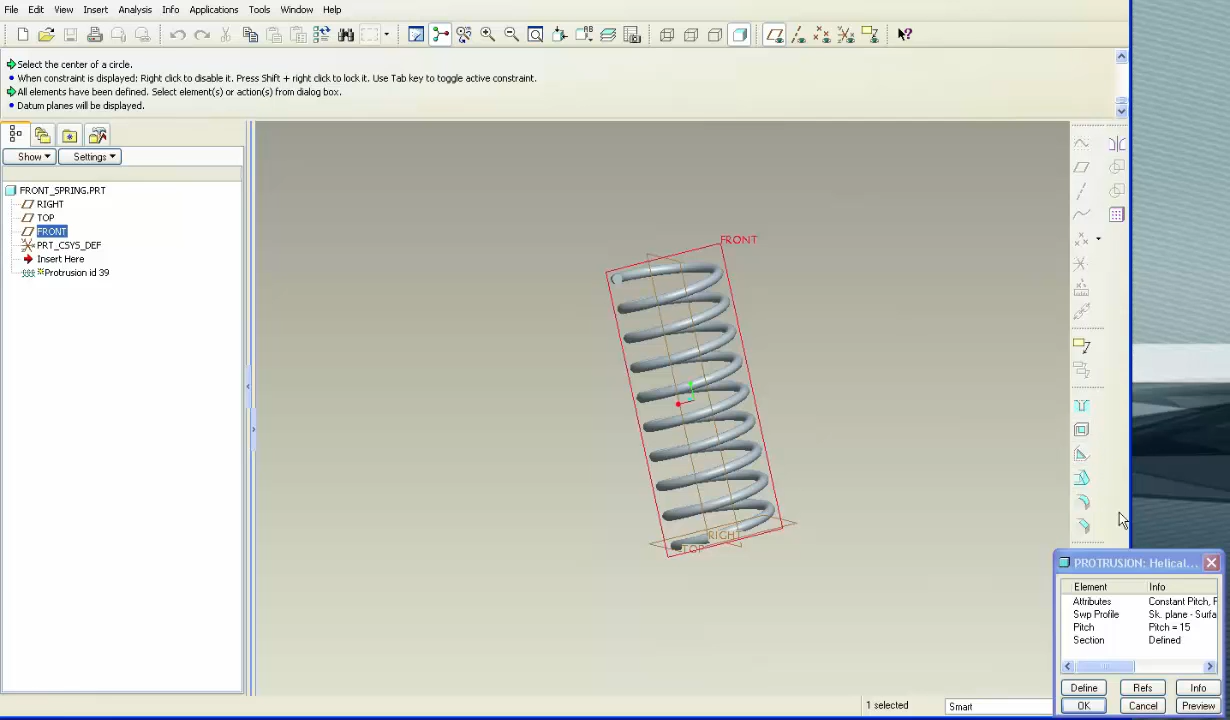 File Edit View Insert Analysis Info Applications Tools Window Help
Select the center of a circle.
When constraint is displayed: Right click to disable it. Press Shift + right click to lock it. Use Tab key to toggle active constraint.
All elements have been defined. Select element(s) or action(s) from dialog box.
Datum planes will be displayed.
Show Settings
FRONT_SPRING.PRT
RIGHT
TOP
FRONT
PRT_CSYS_DEF
Insert Here
Protrusion id 39
FRONT
RIGHT
TOP
PROTRUSION: Helical...
Element Info
Attributes Constant Pitch, F
Swp Profile Sk. plane - Surfa
Pitch Pitch = 15
Section Defined
Define Refs Info
OK Cancel Preview
1 selected Smart